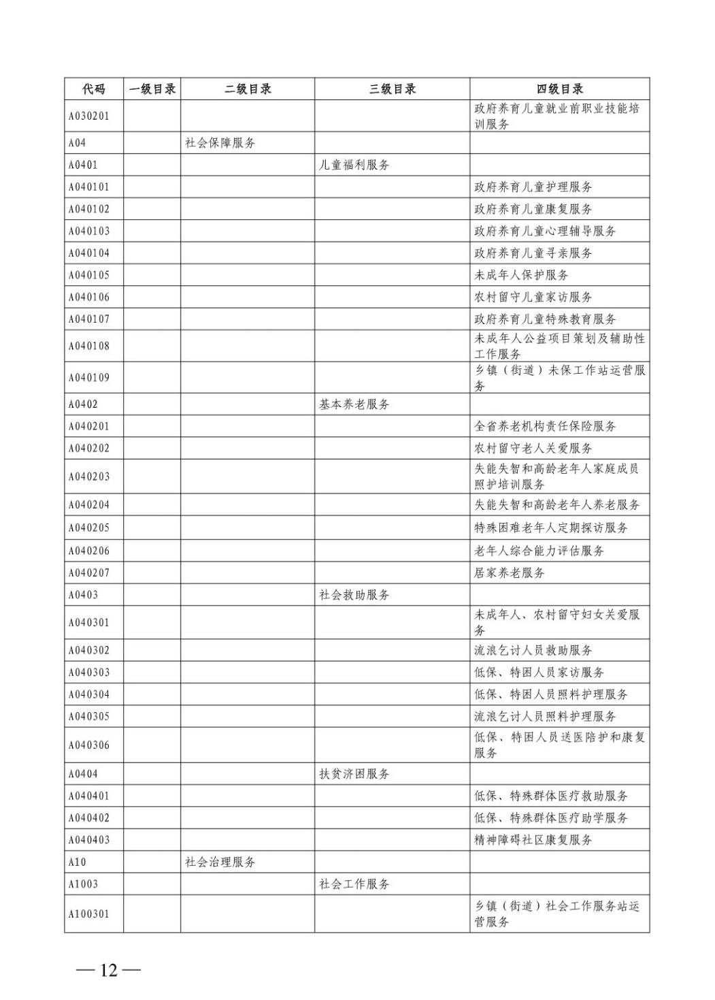 代码 一级目录 二级目录 三级目录 四级目录
A030201 政府养育儿童就业前职业技能培
训服务
A04 社会保障服务
A0401 儿童福利服务
A040101 政府养育儿童护理服务
A040102 政府养育儿童康复服务
A040103 政府养育儿童心理辅导服务
A040104 政府养育儿童寻亲服务
A040105 未成年人保护服务
A040106 农村留守儿童家访服务
A040107 政府养育儿童特殊教育服务
A040108 未成年人公益项目策划及辅助性
工作服务
A040109 乡镇（街道）未保工作站运营服
务
A0402 基本养老服务
A040201 全省养老机构责任保险服务
A040202 农村留守老人关爱服务
A040203 失能失智和高龄老年人家庭成员
照护培训服务
A040204 失能失智和高龄老年人养老服务
A040205 特殊困难老年人定期探访服务
A040206 老年人综合能力评估服务
A040207 居家养老服务
A0403 社会救助服务
A040301 未成年人、农村留守妇女关爱服
务
A040302 流浪乞讨人员救助服务
A040303 低保、特困人员家访服务
A040304 低保、特困人员照料护理服务
A040305 流浪乞讨人员照料护理服务
A040306 低保、特困人员送医陪护和康复
服务
A0404 扶贫济困服务
A040401 低保、特殊群体医疗救助服务
A040402 低保、特殊群体医疗助学服务
A040403 精神障碍社区康复服务
A10 社会治理服务
A1003 社会工作服务
A100301 乡镇（街道）社会工作服务站运
营服务
— 12 —